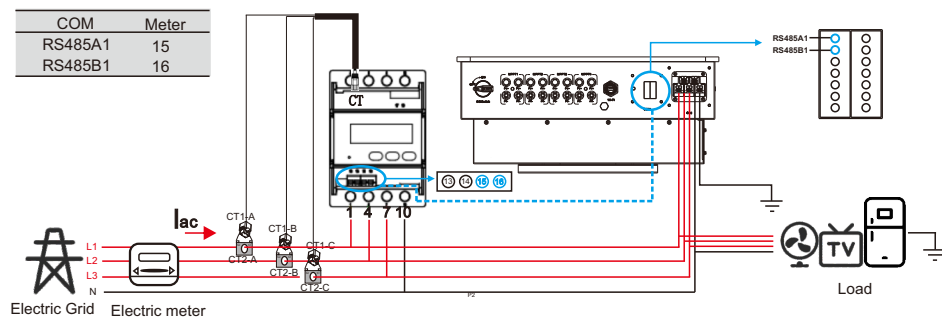 COM Meter
RS485A1 15
RS485B1 16
CT
13 14 15 16
1 4 7 10
RS485A1
RS485B1
Iac
CT1-A
CT1-B
CT1-C
CT2-A
CT2-B
CT2-C
L1
L2
L3
N
P2
TV
Electric Grid
Electric meter
Load